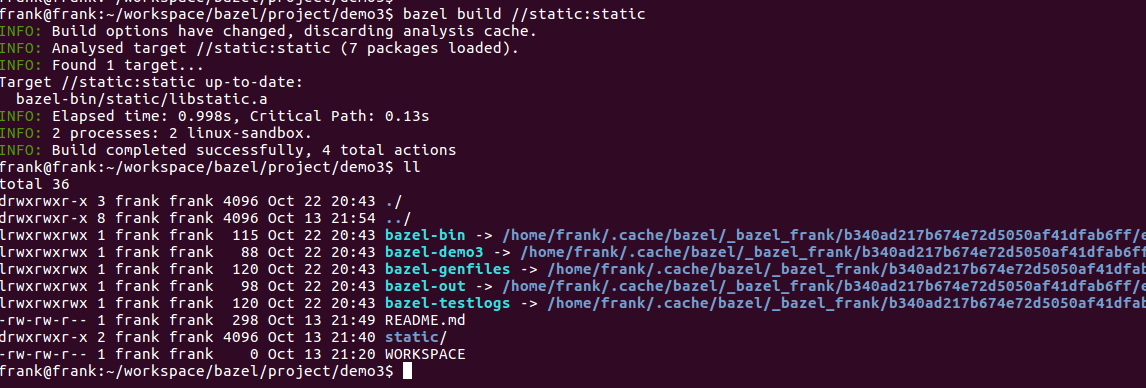 frank@frank:~/workspace/bazel/project/demo3$ bazel build //static:static
INFO: Build options have changed, discarding analysis cache.
INFO: Analysed target //static:static (7 packages loaded).
INFO: Found 1 target...
Target //static:static up-to-date:
  bazel-bin/static/libstatic.a
INFO: Elapsed time: 0.998s, Critical Path: 0.13s
INFO: 2 processes: 2 linux-sandbox.
INFO: Build completed successfully, 4 total actions
frank@frank:~/workspace/bazel/project/demo3$ ll
total 36
drwxrwxr-x 3 frank frank 4096 Oct 22 20:43 ./
drwxrwxr-x 8 frank frank 4096 Oct 13 21:54 ../
lrwxrwxrwx 1 frank frank  115 Oct 22 20:43 bazel-bin -> /home/frank/.cache/bazel/_bazel_frank/b340ad217b674e72d5050af41dfab6ff/e
lrwxrwxrwx 1 frank frank   88 Oct 22 20:43 bazel-demo3 -> /home/frank/.cache/bazel/_bazel_frank/b340ad217b674e72d5050af41dfab6ff
lrwxrwxrwx 1 frank frank  120 Oct 22 20:43 bazel-genfiles -> /home/frank/.cache/bazel/_bazel_frank/b340ad217b674e72d5050af41dfab
lrwxrwxrwx 1 frank frank   98 Oct 22 20:43 bazel-out -> /home/frank/.cache/bazel/_bazel_frank/b340ad217b674e72d5050af41dfab6ff/e
lrwxrwxrwx 1 frank frank  120 Oct 22 20:43 bazel-testlogs -> /home/frank/.cache/bazel/_bazel_frank/b340ad217b674e72d5050af41dfab
-rw-rw-r-- 1 frank frank  298 Oct 13 21:49 README.md
drwxrwxr-x 2 frank frank 4096 Oct 13 21:40 static/
-rw-rw-r-- 1 frank frank    0 Oct 13 21:20 WORKSPACE
frank@frank:~/workspace/bazel/project/demo3$